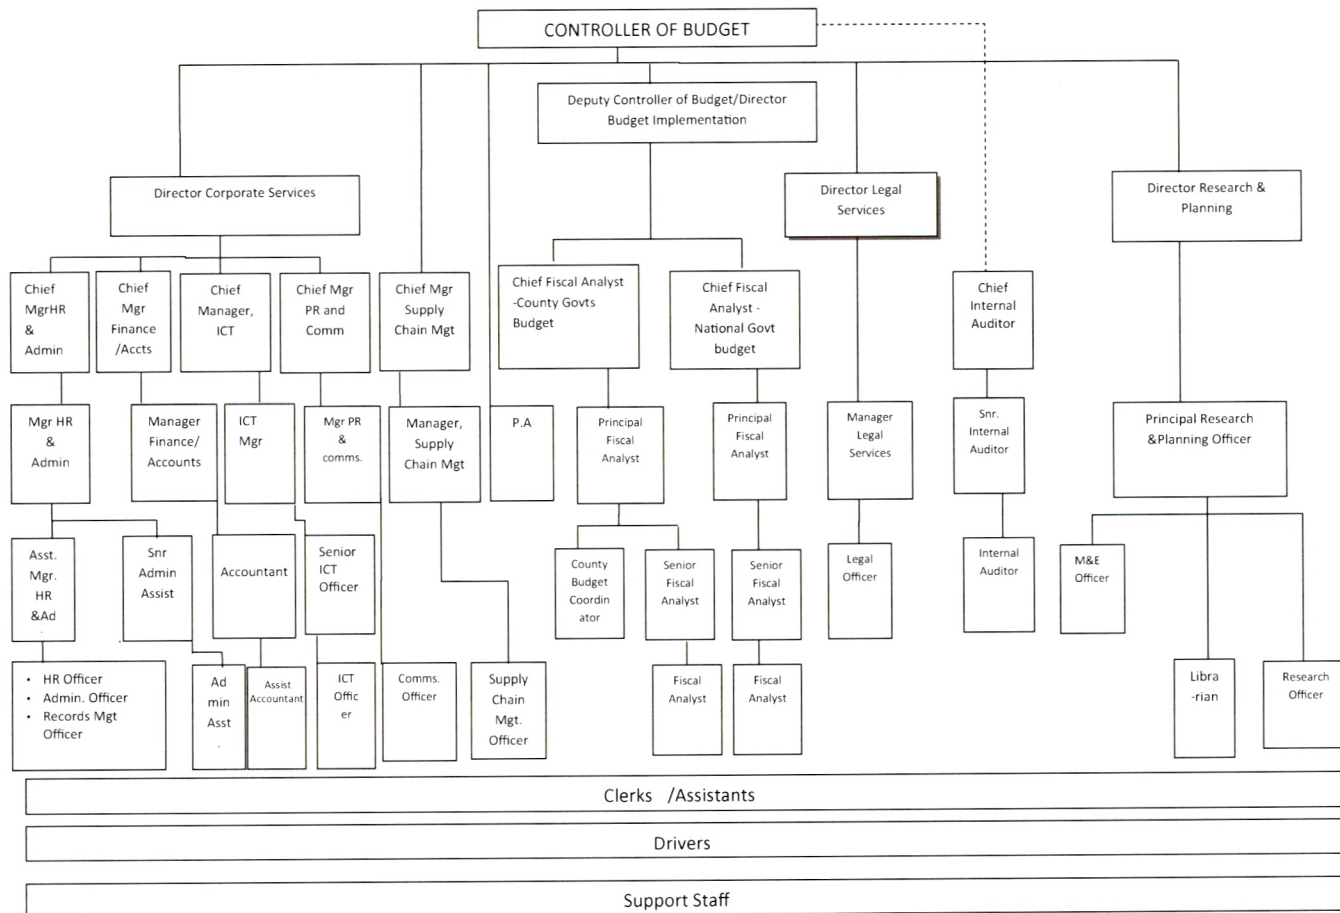 CONTROLLER OF BUDGET
Deputy Controller of Budget/Director
Budget Implementation
Director Corporate Services
Director Legal
Services
Director Research &
Planning
Chief
MgrHR
&
Admin
Chief
Mgr
Finance
/Accts
Chief
Manager,
ICT
Chief Mgr
PR and
Comm
Chief Mgr
Supply
Chain Mgt
Chief Fiscal Analyst
-County Govts
Budget
Chief Fiscal
Analyst -
National Govt
budget
Chief
Internal
Auditor
Mgr HR
&
Admin
Manager
Finance/
Accounts
ICT
Mgr
Mgr PR
&
comms.
Manager,
Supply
Chain Mgt
P.A
Principal
Fiscal
Analyst
Principal
Fiscal
Analyst
Manager
Legal
Services
Snr.
Internal
Auditor
Principal Research
&Planning Officer
Asst.
Mgr.
HR
&Ad
Snr
Admin
Assist
Accountant
Senior
ICT
Officer
County
Budget
Coordin
ator
Senior
Fiscal
Analyst
Senior
Fiscal
Analyst
Legal
Officer
Internal
Auditor
M&E
Officer
• HR Officer
• Admin. Officer
• Records Mgt
Officer
Ad
min
Asst
.
Assist
Accountant
ICT
Offic
er
Comms.
Officer
Supply
Chain
Mgt.
Officer
Fiscal
Analyst
Fiscal
Analyst
Libra
-rian
Research
Officer
Clerks /Assistants
Drivers
Support Staff